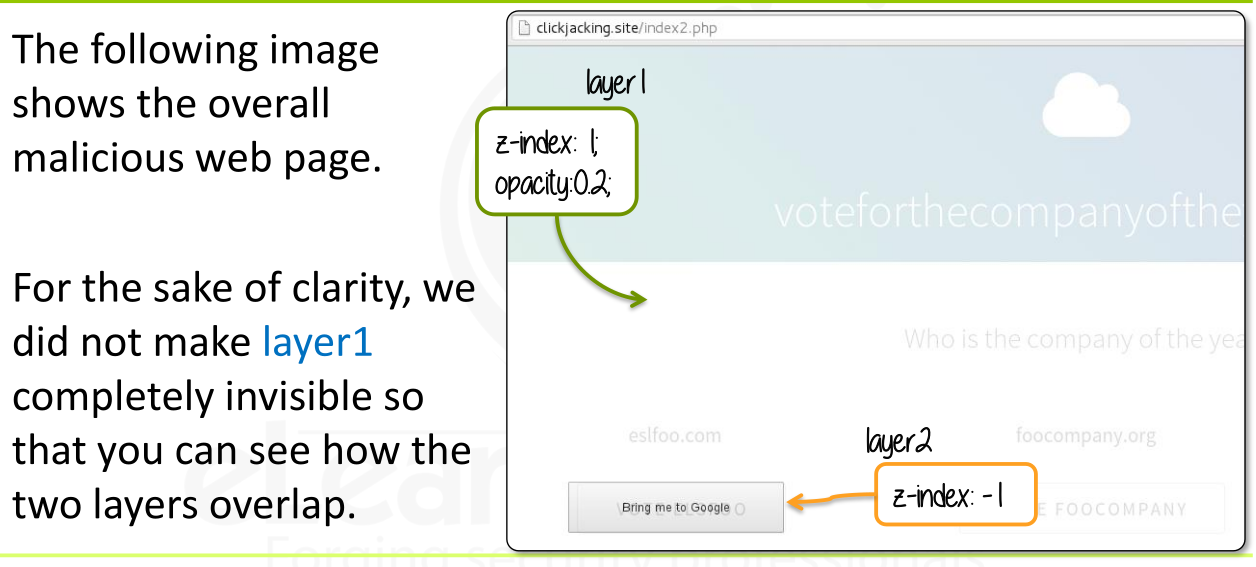 The following image
shows the overall
malicious web page.
For the sake of clarity, we
did not make layer1
completely invisible so
that you can see how the
two layers overlap.
clickjacking.site/index2.php
layer1
z-index: 1;
opacity:0.2;
voteforthecompanyofthe
Who is the company of the yea
eslfoo.com
foocompany.org
layer2
z-index: -1
Bring me to Google
E FOOCOMPANY
Forging security professionals